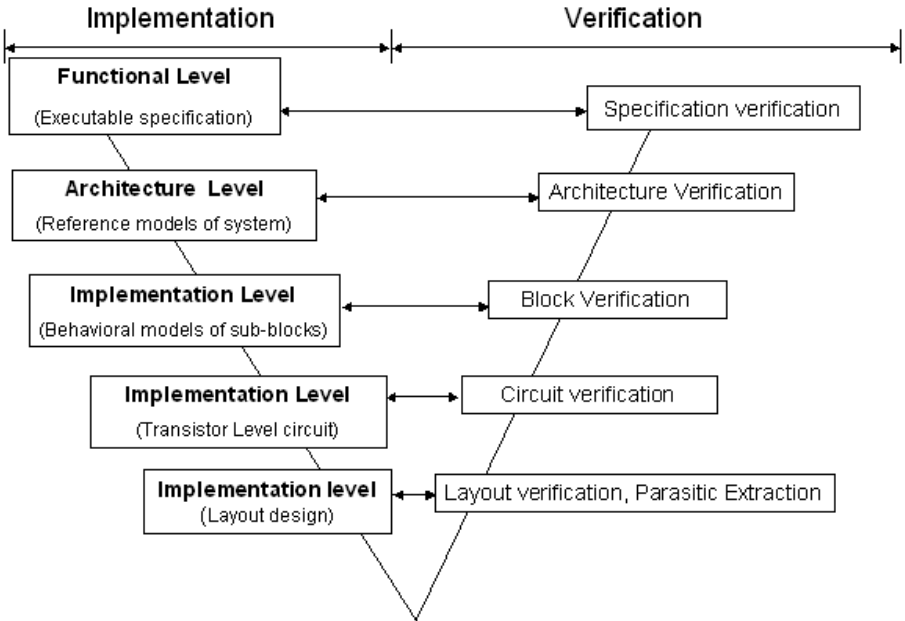 Implementation
Verification
Functional Level
(Executable specification)
Specification verification
Architecture Level
(Reference models of system)
Architecture Verification
Implementation Level
(Behavioral models of sub-blocks)
Block Verification
Implementation Level
(Transistor Level circuit)
Circuit verification
Implementation level
(Layout design)
Layout verification, Parasitic Extraction